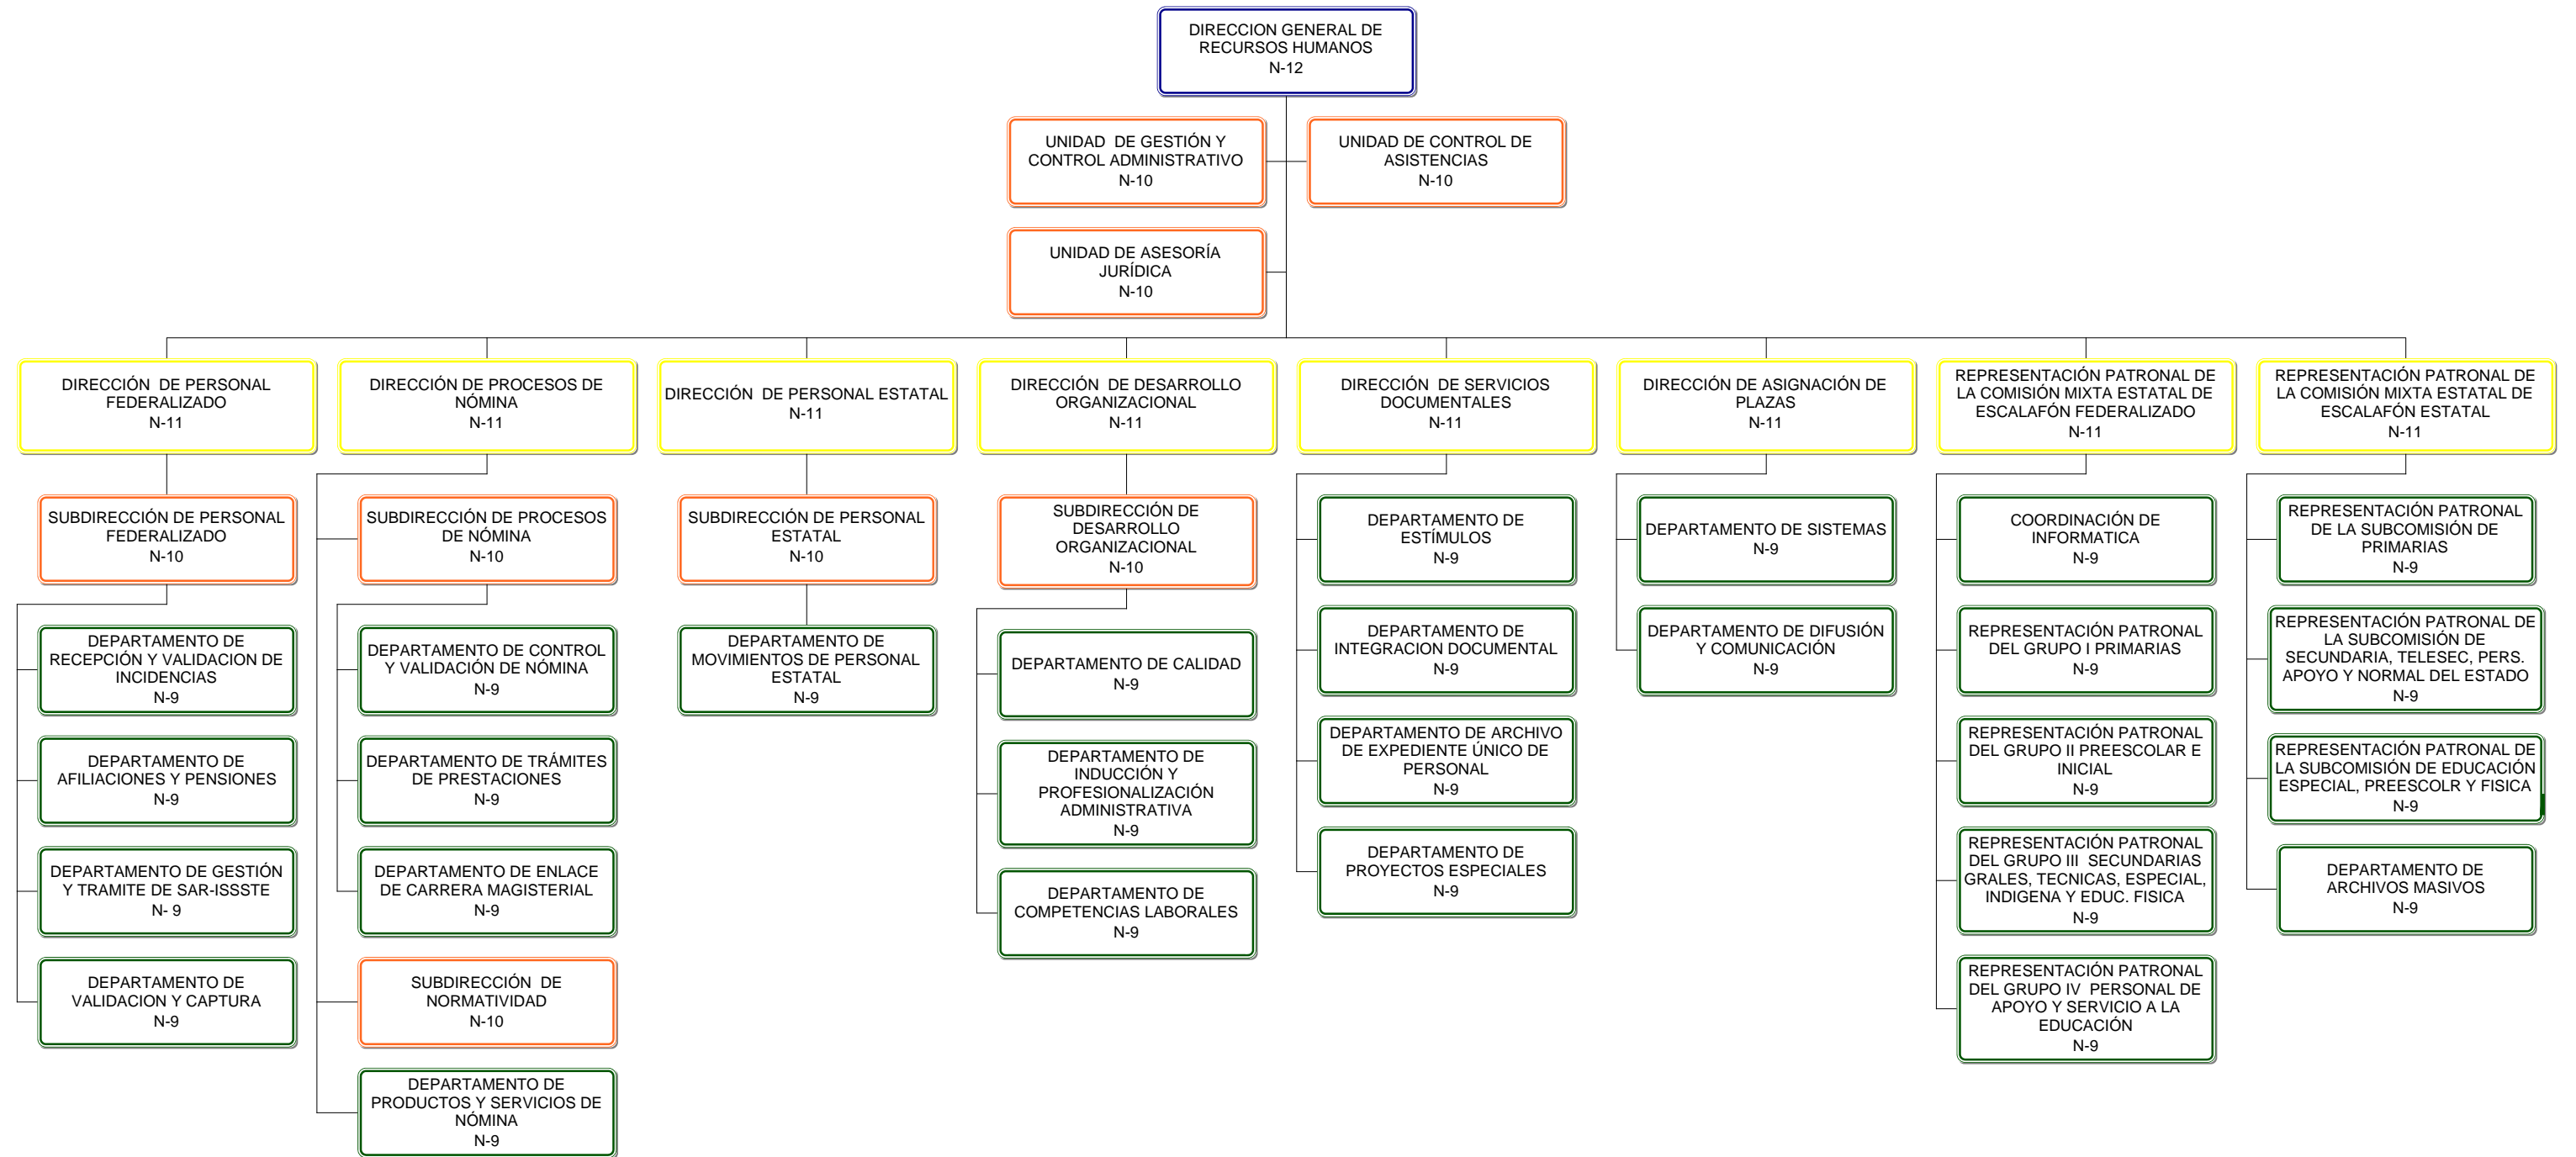 DIRECCION GENERAL DE
RECURSOS HUMANOS
N-12
UNIDAD  DE GESTIÓN Y
CONTROL ADMINISTRATIVO
N-10
UNIDAD DE CONTROL DE
ASISTENCIAS
N-10
UNIDAD DE ASESORÍA
JURÍDICA
N-10
DIRECCIÓN  DE PERSONAL
FEDERALIZADO
N-11
DIRECCIÓN DE PROCESOS DE
NÓMINA
N-11
DIRECCIÓN  DE PERSONAL ESTATAL
N-11
DIRECCIÓN  DE DESARROLLO
ORGANIZACIONAL
N-11
DIRECCIÓN  DE SERVICIOS
DOCUMENTALES
N-11
DIRECCIÓN DE ASIGNACIÓN DE
PLAZAS
N-11
REPRESENTACIÓN PATRONAL DE
LA COMISIÓN MIXTA ESTATAL DE
ESCALAFÓN FEDERALIZADO
N-11
REPRESENTACIÓN PATRONAL DE
LA COMISIÓN MIXTA ESTATAL DE
ESCALAFÓN ESTATAL
N-11
SUBDIRECCIÓN DE PERSONAL
FEDERALIZADO
N-10
DEPARTAMENTO DE
RECEPCIÓN Y VALIDACION DE
INCIDENCIAS
N-9
DEPARTAMENTO DE
AFILIACIONES Y PENSIONES
N-9
DEPARTAMENTO DE GESTIÓN
Y TRAMITE DE SAR-ISSSTE
N- 9
DEPARTAMENTO DE
VALIDACION Y CAPTURA
N-9
SUBDIRECCIÓN DE PROCESOS
DE NÓMINA
N-10
DEPARTAMENTO DE CONTROL
Y VALIDACIÓN DE NÓMINA
N-9
DEPARTAMENTO DE TRÁMITES
DE PRESTACIONES
N-9
DEPARTAMENTO DE ENLACE
DE CARRERA MAGISTERIAL
N-9
SUBDIRECCIÓN  DE
NORMATIVIDAD
N-10
DEPARTAMENTO DE
PRODUCTOS Y SERVICIOS DE
NÓMINA
N-9
SUBDIRECCIÓN DE PERSONAL
ESTATAL
N-10
DEPARTAMENTO DE
MOVIMIENTOS DE PERSONAL
ESTATAL
N-9
SUBDIRECCIÓN DE
DESARROLLO
ORGANIZACIONAL
N-10
DEPARTAMENTO DE CALIDAD
N-9
DEPARTAMENTO DE
INDUCCIÓN Y
PROFESIONALIZACIÓN
ADMINISTRATIVA
N-9
DEPARTAMENTO DE
COMPETENCIAS LABORALES
N-9
DEPARTAMENTO DE
ESTÍMULOS
N-9
DEPARTAMENTO DE
INTEGRACION DOCUMENTAL
N-9
DEPARTAMENTO DE ARCHIVO
DE EXPEDIENTE ÚNICO DE
PERSONAL
N-9
DEPARTAMENTO DE
PROYECTOS ESPECIALES
N-9
DEPARTAMENTO DE SISTEMAS
N-9
DEPARTAMENTO DE DIFUSIÓN
Y COMUNICACIÓN
N-9
COORDINACIÓN DE
INFORMATICA
N-9
REPRESENTACIÓN PATRONAL
DEL GRUPO I PRIMARIAS
N-9
REPRESENTACIÓN PATRONAL
DEL GRUPO II PREESCOLAR E
INICIAL
N-9
REPRESENTACIÓN PATRONAL
DEL GRUPO III  SECUNDARIAS
GRALES, TECNICAS, ESPECIAL,
INDIGENA Y EDUC. FISICA
N-9
REPRESENTACIÓN PATRONAL
DEL GRUPO IV  PERSONAL DE
APOYO Y SERVICIO A LA
EDUCACIÓN
N-9
REPRESENTACIÓN PATRONAL
DE LA SUBCOMISIÓN DE
PRIMARIAS
N-9
REPRESENTACIÓN PATRONAL DE
LA SUBCOMISIÓN DE
SECUNDARIA, TELESEC, PERS.
APOYO Y NORMAL DEL ESTADO
N-9
REPRESENTACIÓN PATRONAL DE
LA SUBCOMISIÓN DE EDUCACIÓN
ESPECIAL, PREESCOLR Y FISICA
N-9
DEPARTAMENTO DE
ARCHIVOS MASIVOS
N-9